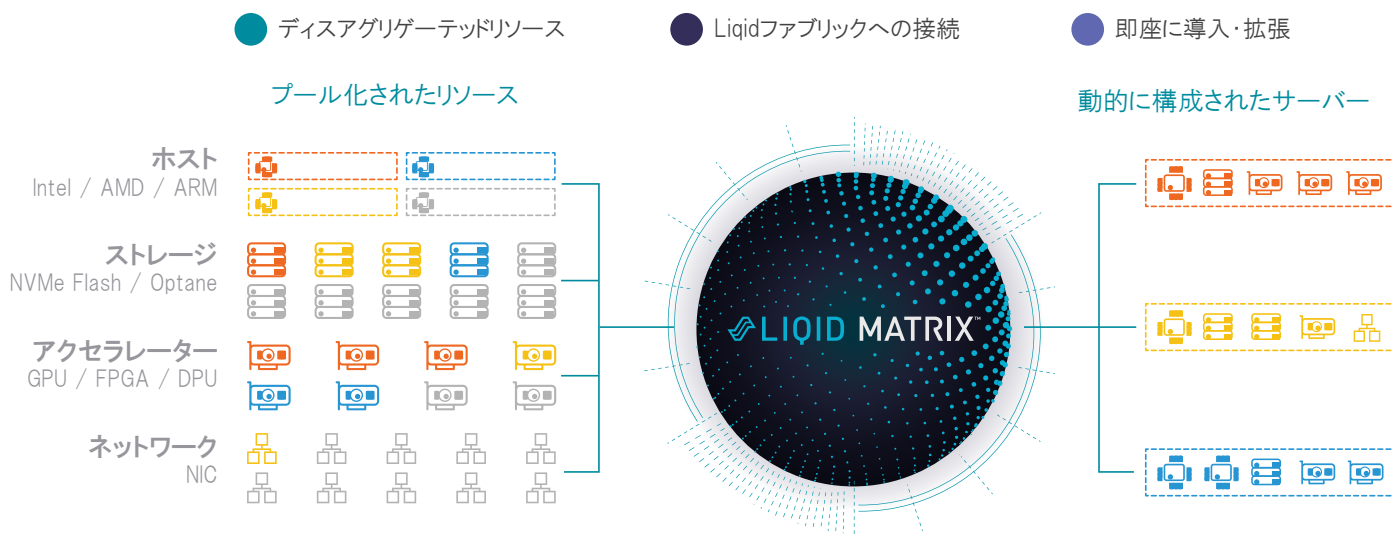 ディスアグリゲーテッドリソース
Liqidファブリックへの接続
即座に導入・拡張
プール化されたリソース
動的に構成されたサーバー
ホスト
Intel / AMD / ARM
ストレージ
NVMe Flash / Optane
アクセラレーター
GPU / FPGA / DPU
ネットワーク
NIC
LIQID MATRIX™